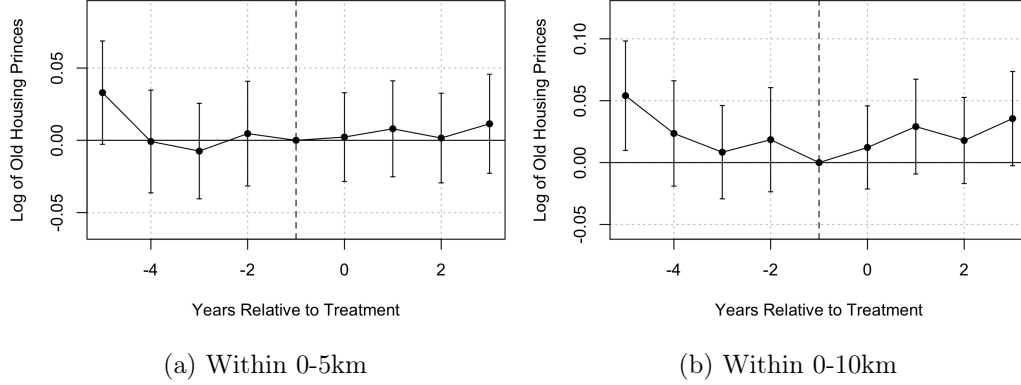 Log of Old Housing Princes
0.05
0.00
-0.05
-4
-2
0
2
Years Relative to Treatment
(a) Within 0-5km
Log of Old Housing Princes
0.10
0.05
0.00
-0.05
-4
-2
0
2
Years Relative to Treatment
(b) Within 0-10km